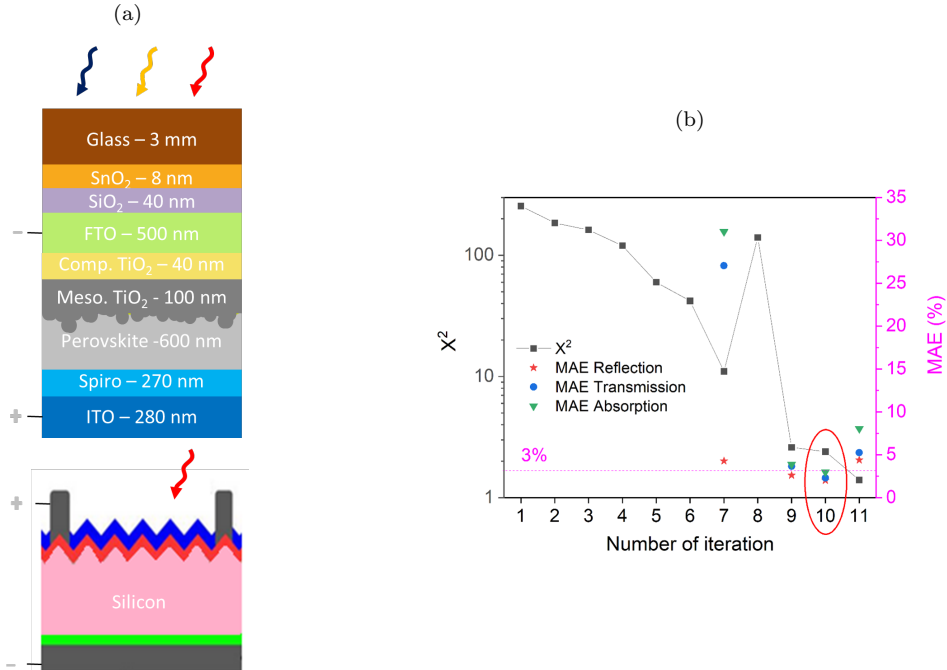 (a)
Glass – 3 mm
SnO₂ – 8 nm
SiO₂ – 40 nm
FTO – 500 nm
Comp. TiO₂ – 40 nm
Meso. TiO₂ - 100 nm
Perovskite -600 nm
Spiro – 270 nm
ITO – 280 nm
-
+
+
Silicon
-
(b)
X²
100
10
1
X²
MAE Reflection
MAE Transmission
MAE Absorption
3%
35
30
25
20
15
10
5
0
MAE (%)
1 2 3 4 5 6 7 8 9 10 11
Number of iteration